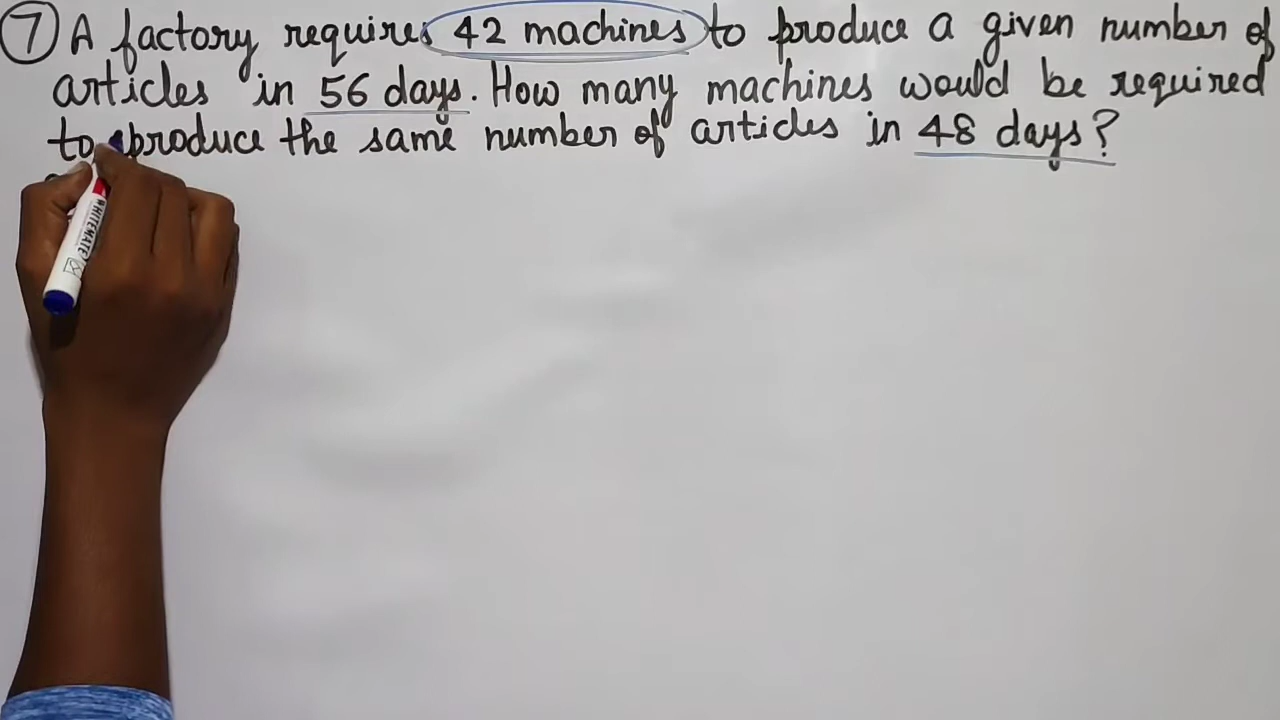 7 A factory requires 42 machines to produce a given number of
articles in 56 days. How many machines would be required
to produce the same number of articles in 48 days?
WHITEMATE